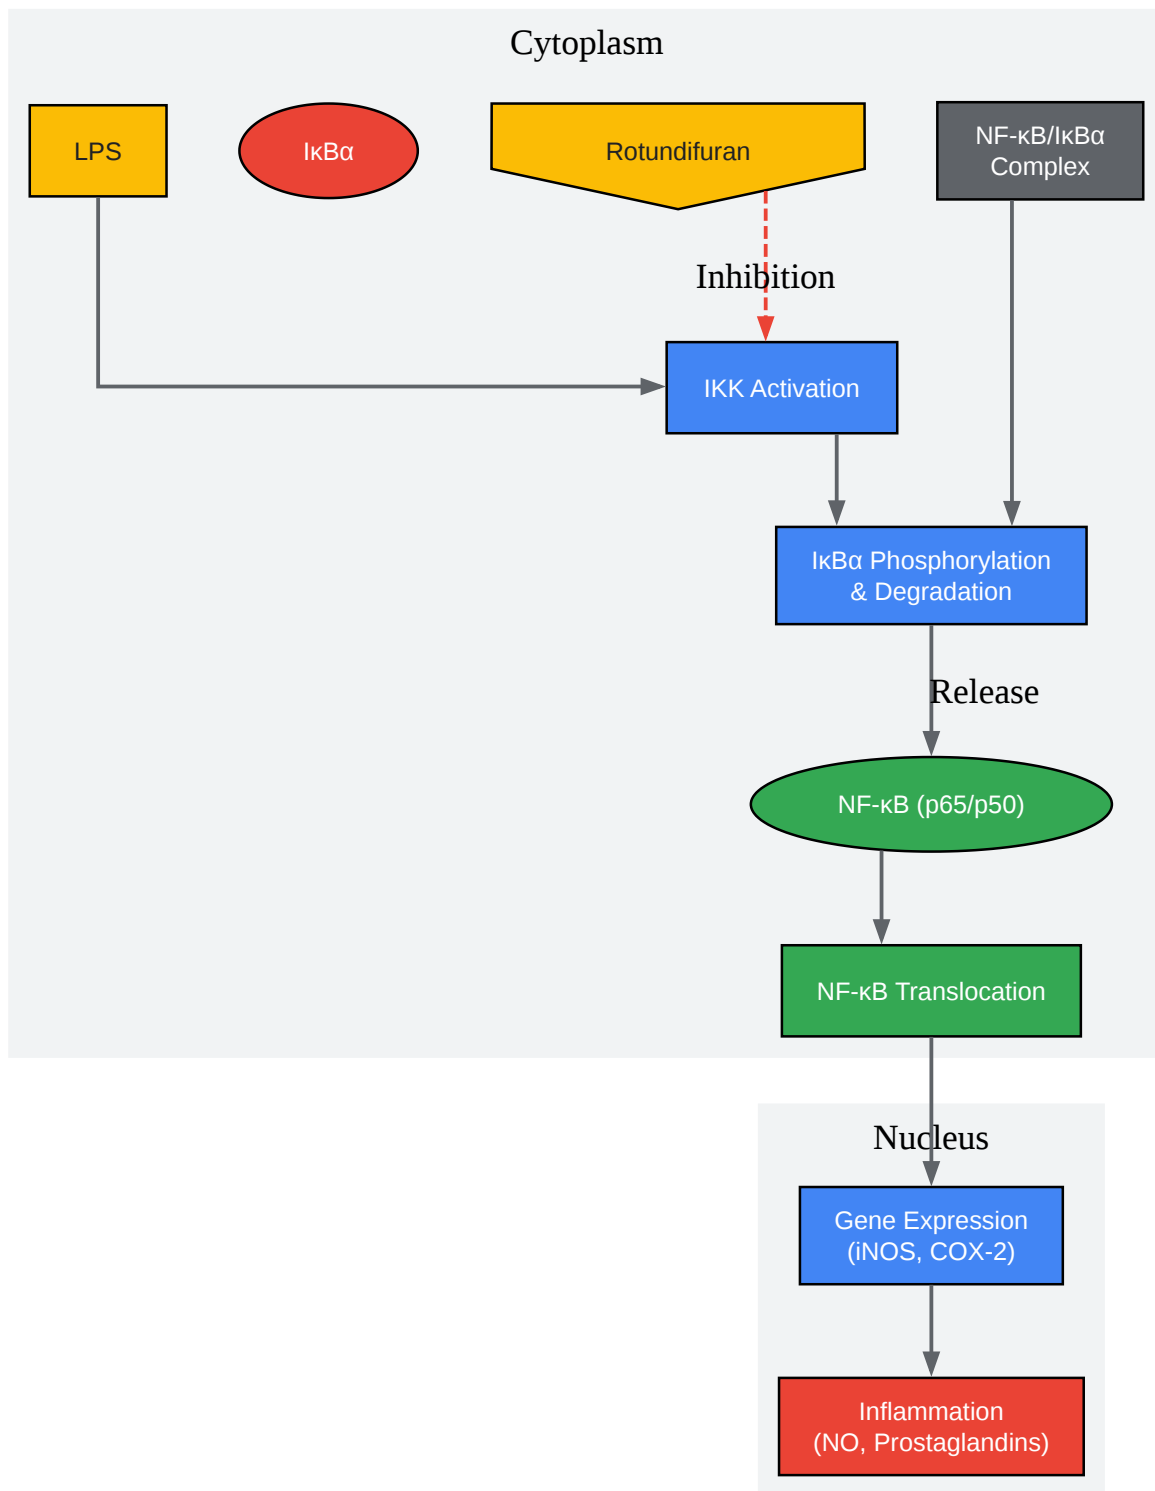 Cytoplasm
LPS
IκBα
Rotundifuran
NF-κB/IκBα
Complex
Inhibition
IKK Activation
IκBα Phosphorylation
& Degradation
Release
NF-κB (p65/p50)
NF-κB Translocation
Nucleus
Gene Expression
(iNOS, COX-2)
Inflammation
(NO, Prostaglandins)